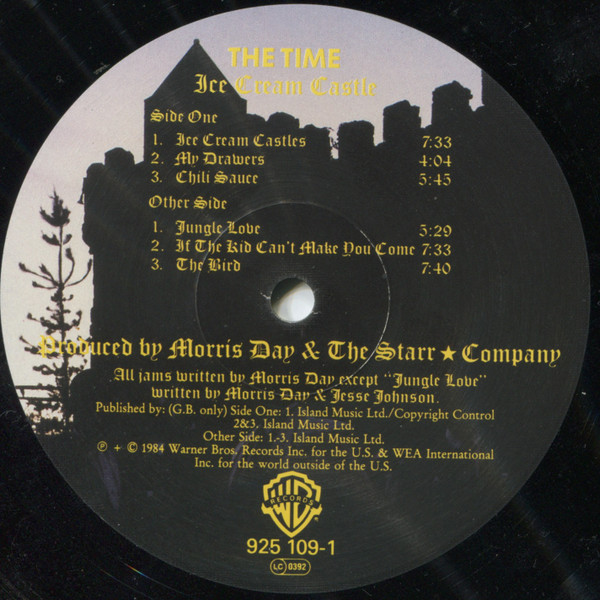 THE TIME
Ice Cream Castle
Side One
1. Ice Cream Castles 7:33
2. My Drawers 4:04
3. Chili Sauce 5:45
Other Side
1. Jungle Love 5:29
2. If The Kid Can't Make You Come 7:33
3. The Bird 7:40
Produced by Morris Day & The Starr ★ Company
All jams written by Morris Day except "Jungle Love"
written by Morris Day & Jesse Johnson.
Published by: (G.B. only) Side One: 1. Island Music Ltd./Copyright Control
2&3. Island Music Ltd.
Other Side: 1.-3. Island Music Ltd.
℗ + © 1984 Warner Bros. Records Inc. for the U.S. & WEA International
Inc. for the world outside of the U.S.
RECORDS
925 109-1
LC 0392